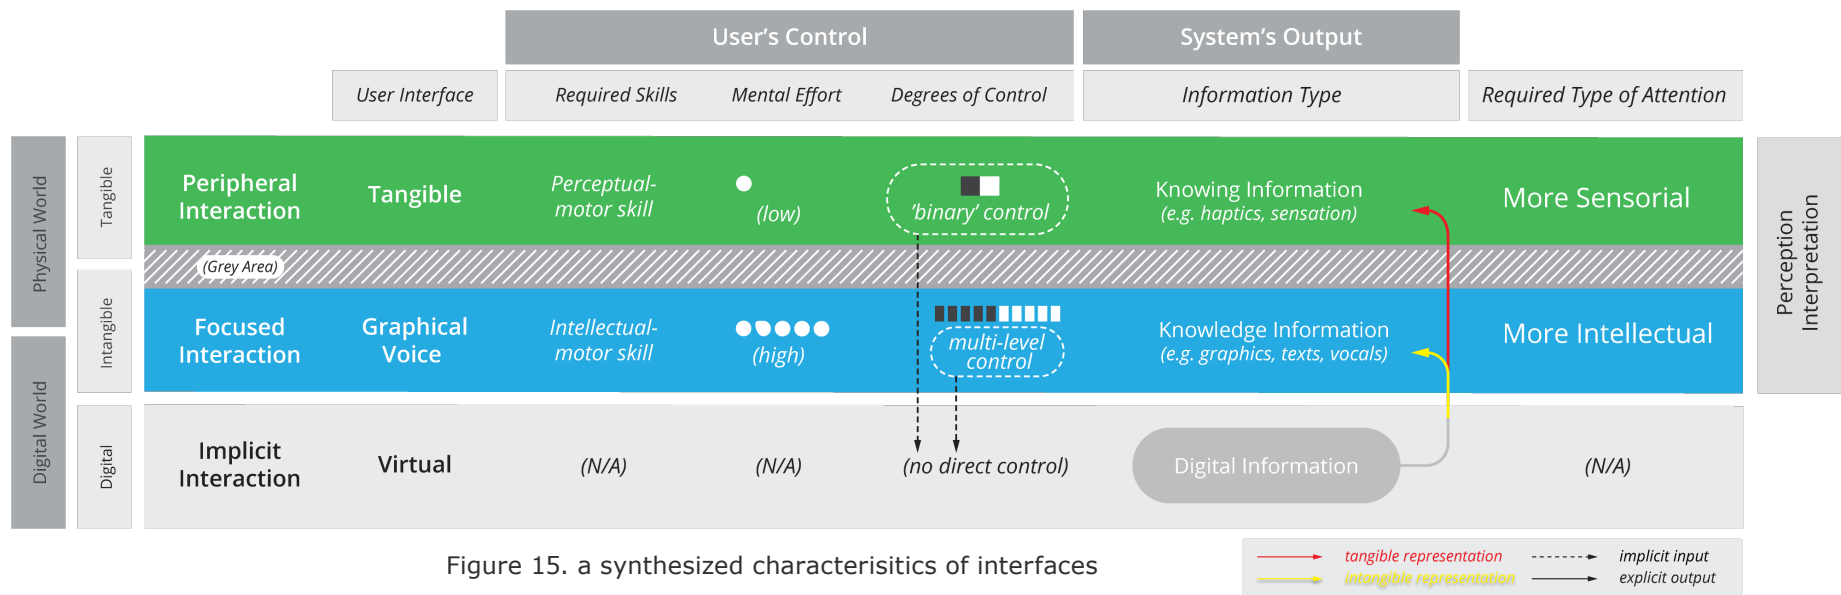 User's Control
System's Output
User Interface
Required Skills
Mental Effort
Degrees of Control
Information Type
Required Type of Attention
Physical World
Digital World
Tangible
Intangible
Digital
Peripheral
Interaction
Tangible
Perceptual-
motor skill
(low)
'binary' control
Knowing Information
(e.g. haptics, sensation)
More Sensorial
(Grey Area)
Focused
Interaction
Graphical
Voice
Intellectual-
motor skill
(high)
multi-level
control
Knowledge Information
(e.g. graphics, texts, vocals)
More Intellectual
Implicit
Interaction
Virtual
(N/A)
(N/A)
(no direct control)
Digital Information
(N/A)
Perception
Interpretation
Figure 15. a synthesized characterisitics of interfaces
tangible representation
implicit input
intangible representation
explicit output